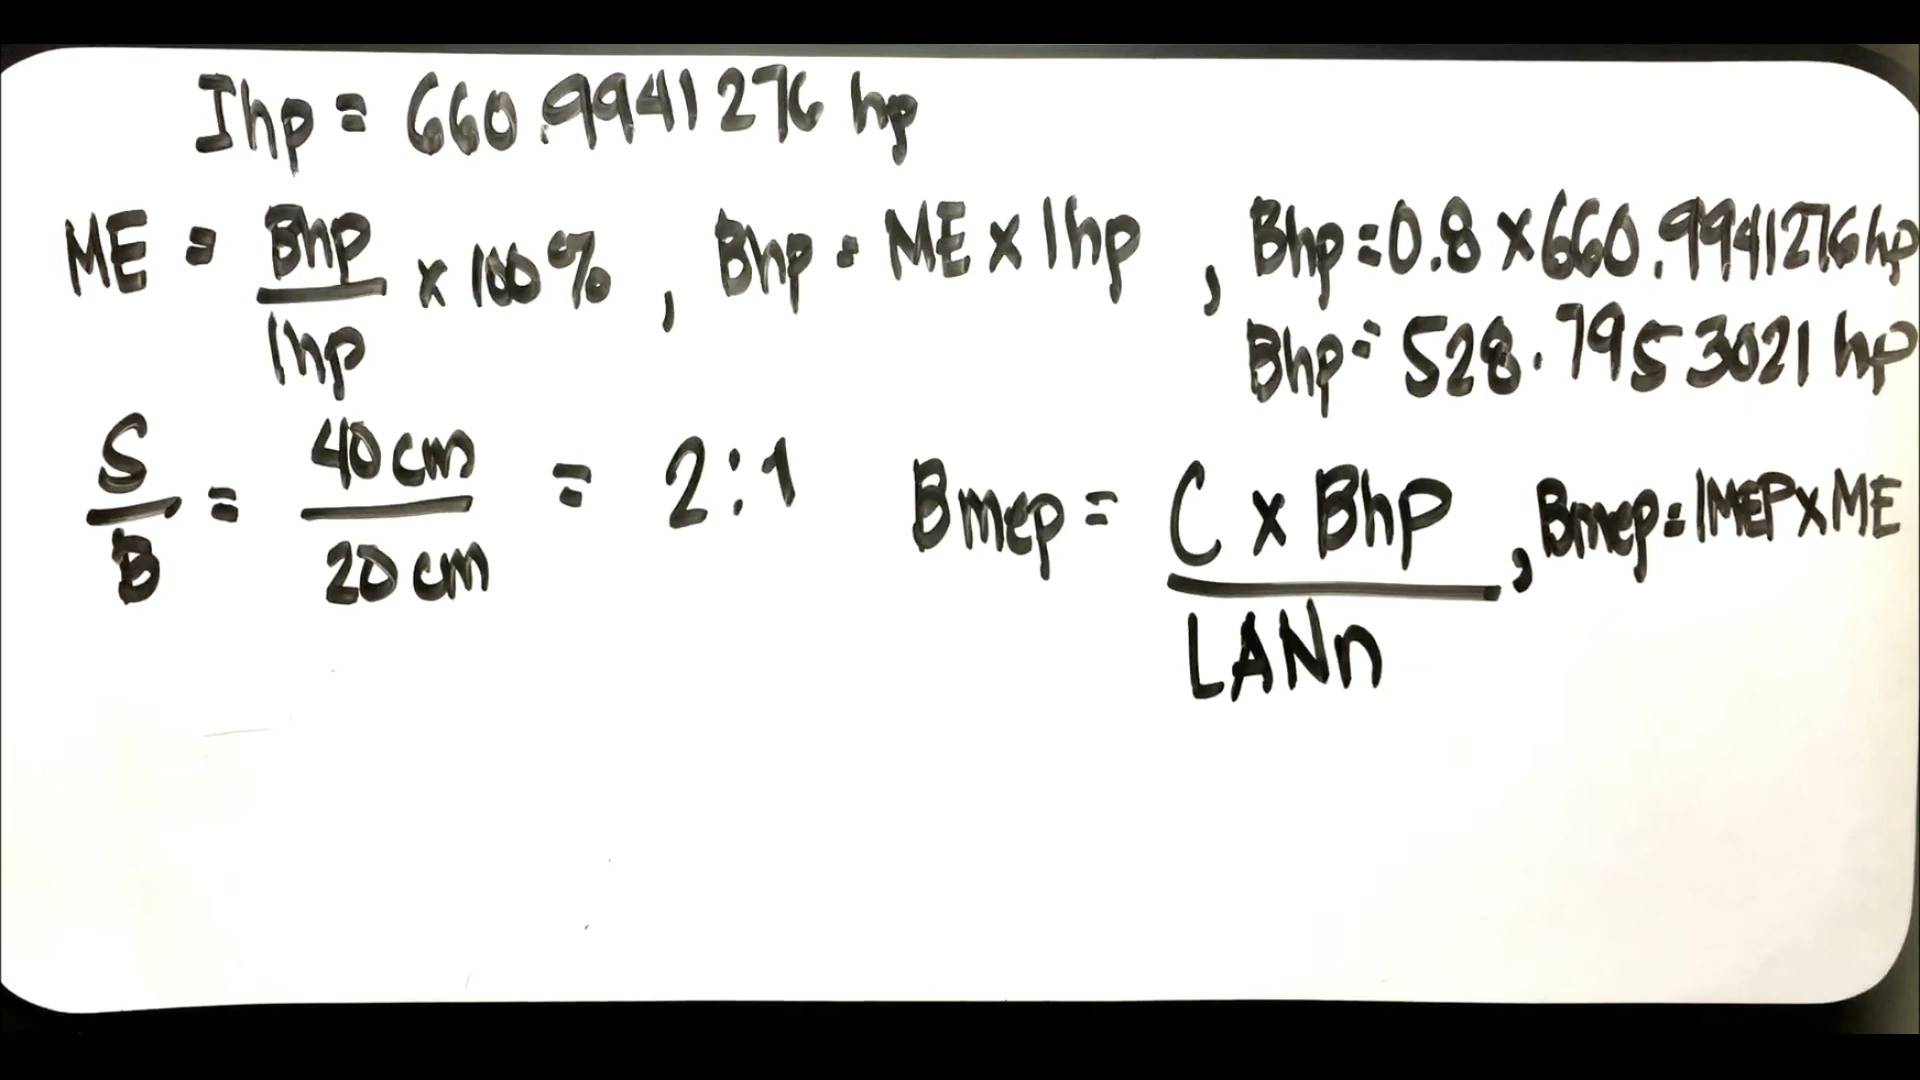 Ihp = 660.9941276 hp
ME = Bhp / Ihp x 100% , Bhp = ME x Ihp , Bhp = 0.8 x 660.9941276 hp
Bhp = 528.7953021 hp
S / B = 40 cm / 20 cm = 2:1
Bmep = C x Bhp / LANn , Bmep = IMEP x ME